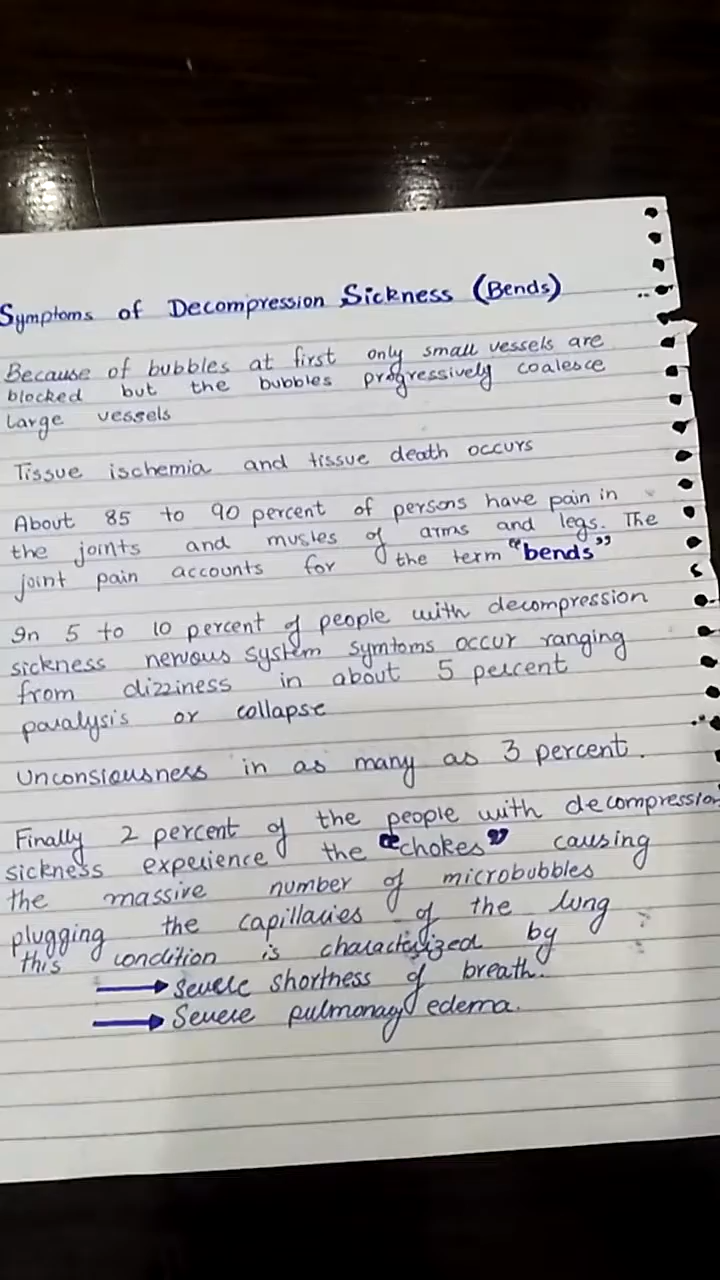 Symptoms of Decompression Sickness (Bends)
Because of bubbles at first only small vessels are
blocked but the bubbles progressively coalesce
large vessels
Tissue ischemia and tissue death occurs
About 85 to 90 percent of persons have pain in
the joints and musles of arms and legs. The
joint pain accounts for the term "bends"
In 5 to 10 percent of people with decompression
sickness nervous system symtoms occur ranging
from dizziness in about 5 percent
paralysis or collapse
Unconsiousness in as many as 3 percent.
Finally 2 percent of the people with decompression
sickness experience the "chokes" causing
the massive number of microbubbles
plugging the capillaries of the lung
this condition is characterized by
→ Severe shortness of breath.
→ Severe pulmonary edema.